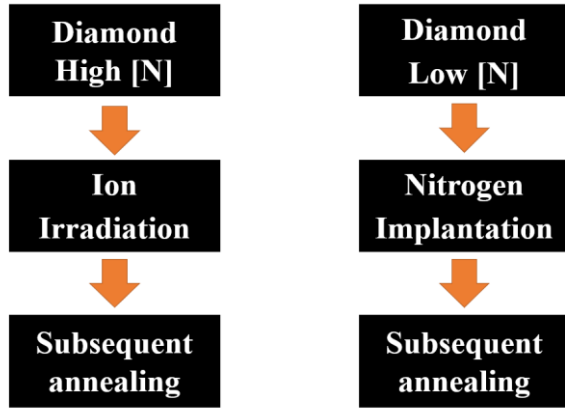 Diamond
High [N]
Ion
Irradiation
Subsequent
annealing
Diamond
Low [N]
Nitrogen
Implantation
Subsequent
annealing